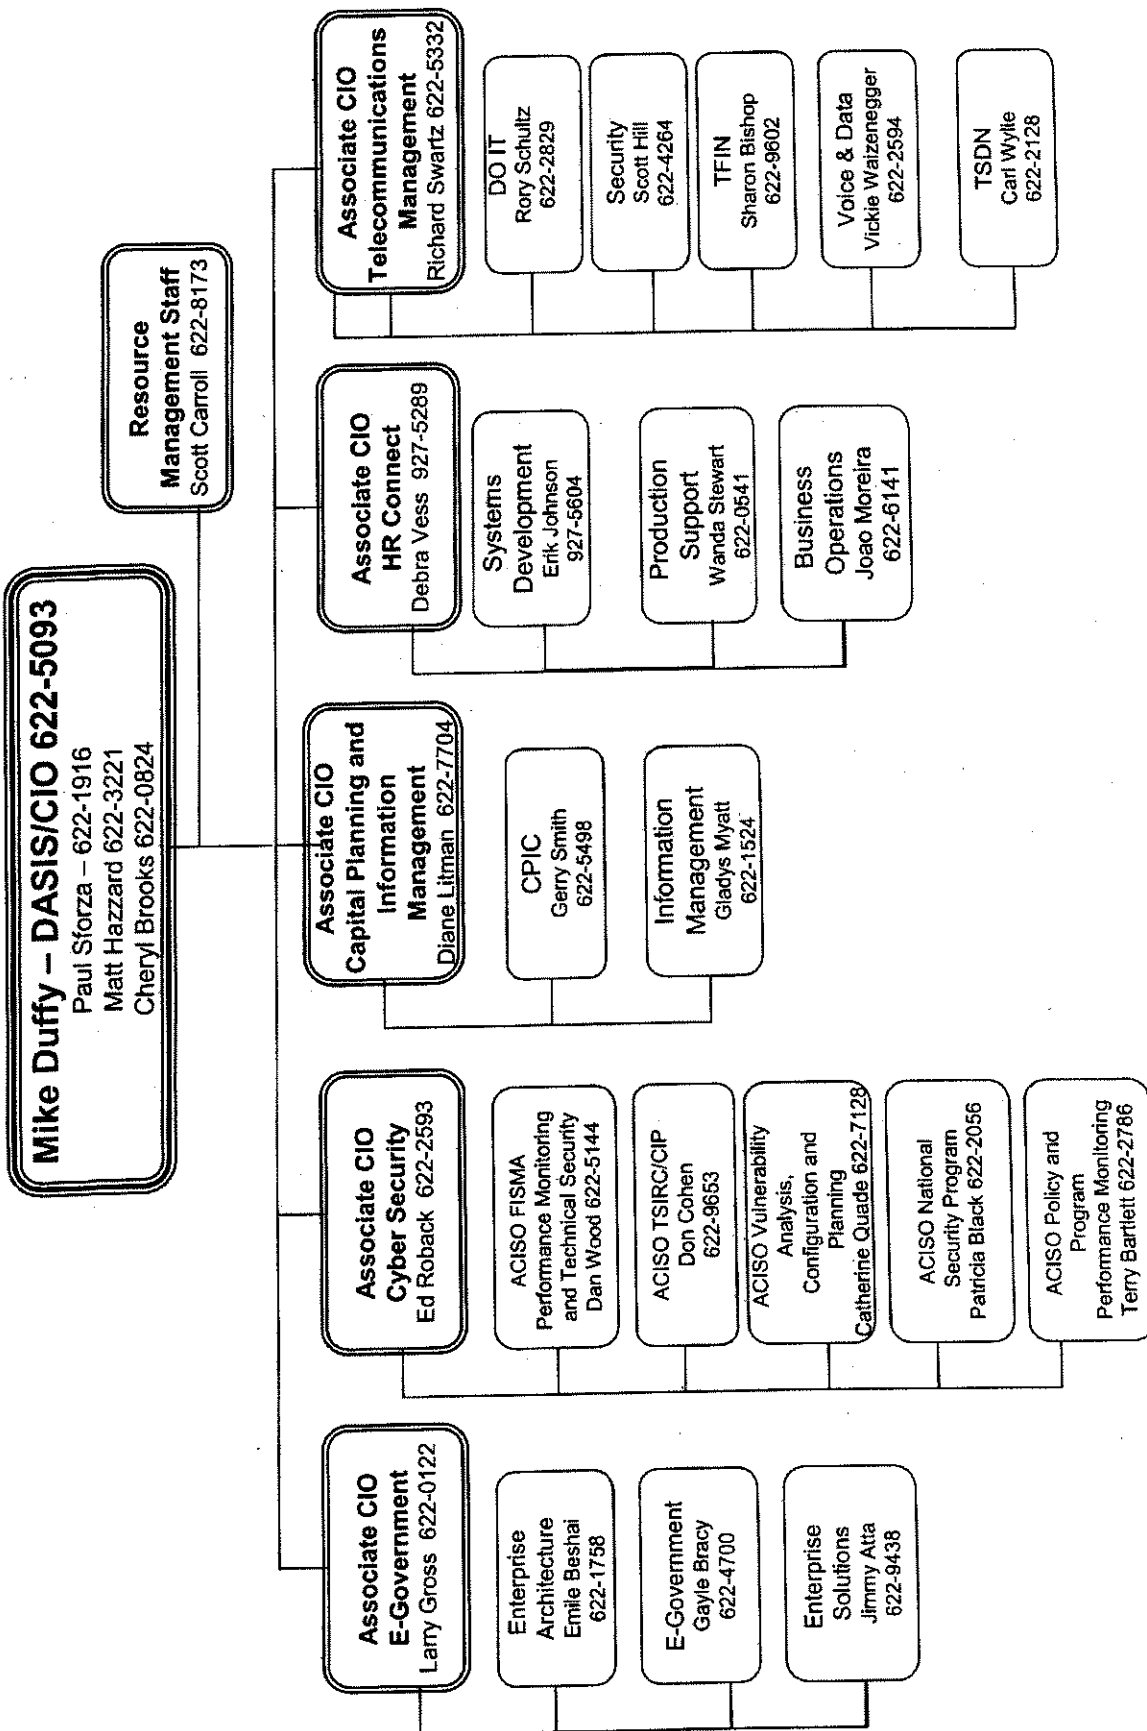 Mike Duffy – DASIS/CIO 622-5093
Paul Sforza – 622-1916
Matt Hazzard 622-3221
Cheryl Brooks 622-0824
Resource
Management Staff
Scott Carroll 622-8173
Associate CIO
E-Government
Larry Gross 622-0122
Enterprise
Architecture
Emile Beshai
622-1758
E-Government
Gayle Bracy
622-4700
Enterprise
Solutions
Jimmy Atta
622-9438
Associate CIO
Cyber Security
Ed Roback 622-2593
ACISO FISMA
Performance Monitoring
and Technical Security
Dan Wood 622-5144
ACISO TSIRC/CIP
Don Cohen
622-9653
ACISO Vulnerability
Analysis,
Configuration and
Planning
Catherine Quade 622-7128
ACISO National
Security Program
Patricia Black 622-2056
ACISO Policy and
Program
Performance Monitoring
Terry Bartlett 622-2786
Associate CIO
Capital Planning and
Information
Management
Diane Litman 622-7704
CPIC
Gerry Smith
622-5498
Information
Management
Gladys Myatt
622-1524
Associate CIO
HR Connect
Debra Vess 927-5289
Systems
Development
Erik Johnson
927-5604
Production
Support
Wanda Stewart
622-0541
Business
Operations
Joao Moreira
622-6141
Associate CIO
Telecommunications
Management
Richard Swartz 622-5332
DO IT
Rory Schultz
622-2829
Security
Scott Hill
622-4264
TFIN
Sharon Bishop
622-9602
Voice & Data
Vickie Waizenegger
622-2594
TSDN
Carl Wylie
622-2128